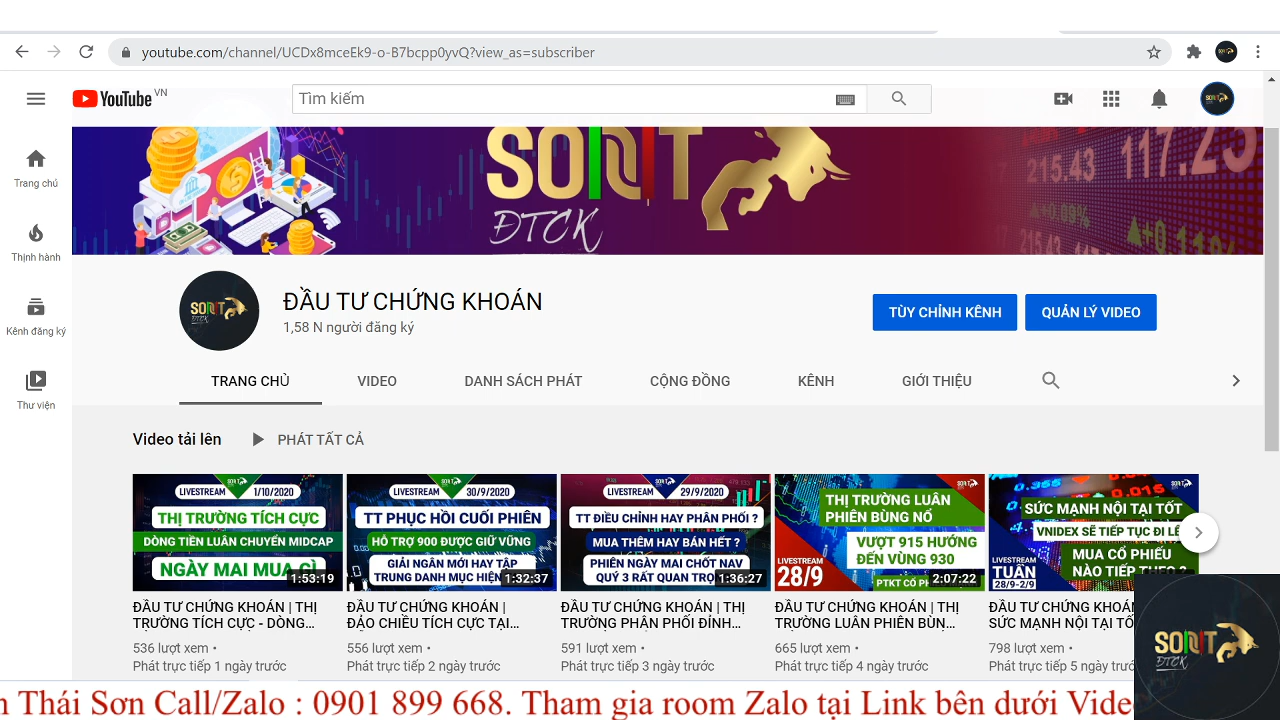 youtube.com/channel/UCDx8mceEk9-o-B7bcpp0yvQ?view_as=subscriber
YouTube VN
Tìm kiếm
Trang chủ
Thịnh hành
Kênh đăng ký
Thư viện
SONT
ĐTCK
215.43
117.23
ĐẦU TƯ CHỨNG KHOÁN
1,58 N người đăng ký
TÙY CHỈNH KÊNH
QUẢN LÝ VIDEO
TRANG CHỦ
VIDEO
DANH SÁCH PHÁT
CỘNG ĐỒNG
KÊNH
GIỚI THIỆU
Video tải lên
PHÁT TẤT CẢ
LIVESTREAM 1/10/2020
THỊ TRƯỜNG TÍCH CỰC
DÒNG TIỀN LUÂN CHUYỂN MIDCAP
NGÀY MAI MUA GÌ
1:53:19
LIVESTREAM 30/9/2020
TT PHỤC HỒI CUỐI PHIÊN
HỖ TRỢ 900 ĐƯỢC GIỮ VỮNG
GIẢI NGÂN MỚI HAY TẬP
TRUNG DANH MỤC HIỆN
1:32:37
LIVESTREAM 29/9/2020
TT ĐIỀU CHỈNH HAY PHÂN PHỐI ?
MUA THÊM HAY BÁN HẾT ?
PHIÊN NGÀY MAI CHỐT NAV
QUÝ 3 RẤT QUAN TRỌ
1:36:27
THỊ TRƯỜNG LUÂN
PHIÊN BÙNG NỔ
VƯỢT 915 HƯỚNG
ĐẾN VÙNG 930
LIVESTREAM
28/9
PTKT CỔ PH
2:07:22
SỨC MẠNH NỘI TẠI TỐT
VNIDEX SẼ TIẾP TỤC ĐI LÊ
MUA CỔ PHIẾU
NÀO TIẾP THEO ?
LIVESTREAM
TUẦN
28/9-2/9
ĐẦU TƯ CHỨNG KHOÁN | THỊ
TRƯỜNG TÍCH CỰC - DÒNG...
536 lượt xem •
Phát trực tiếp 1 ngày trước
ĐẦU TƯ CHỨNG KHOÁN |
ĐẢO CHIỀU TÍCH CỰC TẠI...
556 lượt xem •
Phát trực tiếp 2 ngày trước
ĐẦU TƯ CHỨNG KHOÁN | THỊ
TRƯỜNG PHÂN PHỐI ĐỈNH...
591 lượt xem •
Phát trực tiếp 3 ngày trước
ĐẦU TƯ CHỨNG KHOÁN | THỊ
TRƯỜNG LUÂN PHIÊN BÙN...
665 lượt xem •
Phát trực tiếp 4 ngày trước
ĐẦU TƯ CHỨNG KHOÁN
SỨC MẠNH NỘI TẠI TỐ
798 lượt xem •
Phát trực tiếp 5 ngày trước
SONT
ĐTCK
n Thái Sơn Call/Zalo : 0901 899 668. Tham gia room Zalo tại Link bên dưới Vide